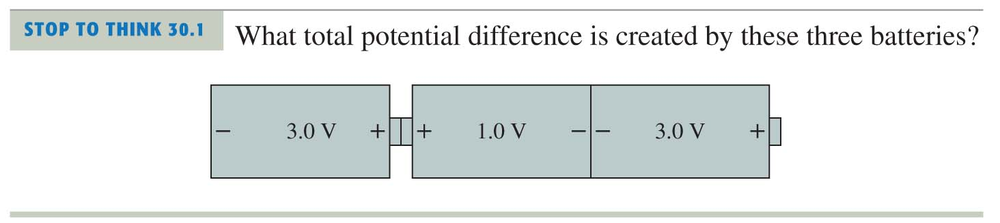 STOP TO THINK 30.1 What total potential difference is created by these three batteries?
− 3.0 V + + 1.0 V − − 3.0 V +